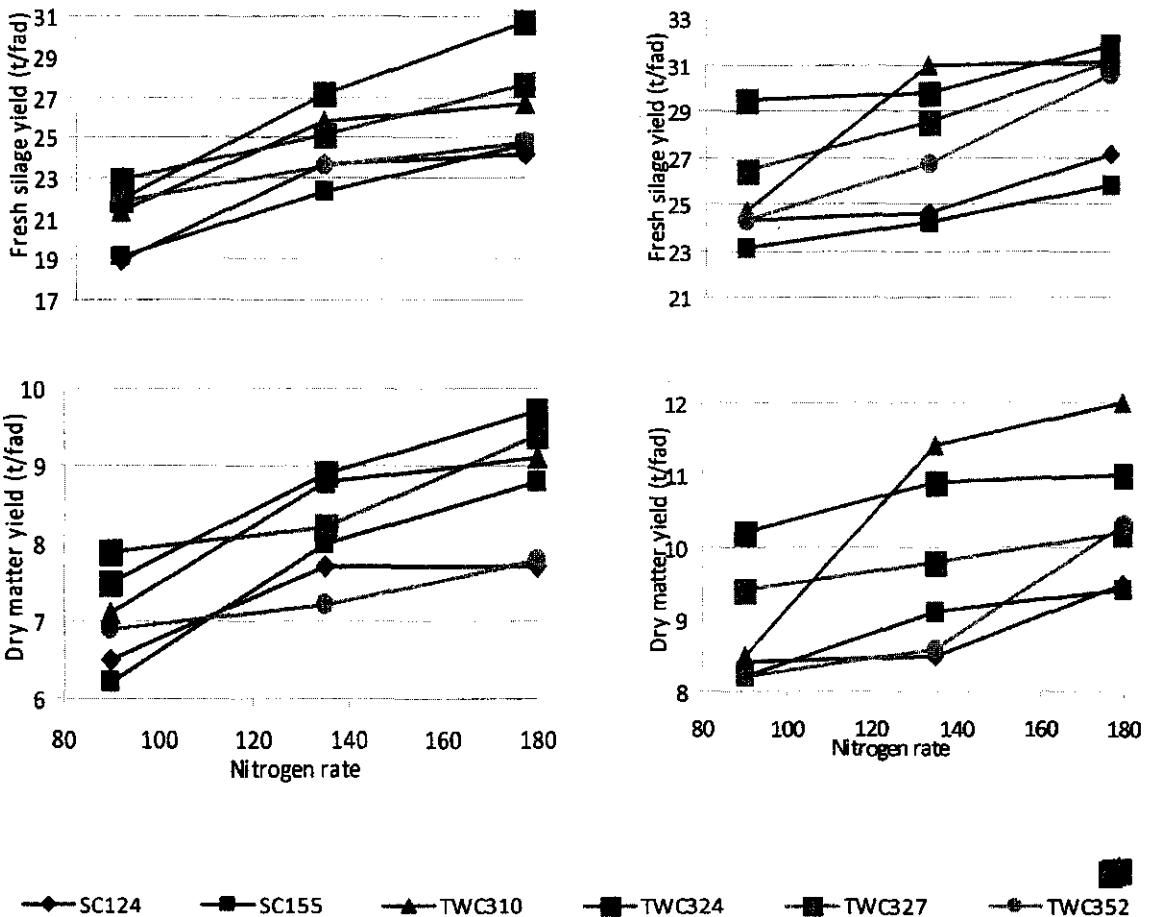 Fresh silage yield (t/fad)
31
29
27
25
23
21
19
17
Fresh silage yield (t/fad)
33
31
29
27
25
23
21
Dry matter yield (t/fad)
10
9
8
7
6
80 100 120 140 160 180
Nitrogen rate
Dry matter yield (t/fad)
12
11
10
9
8
80 100 120 140 160 180
Nitrogen rate
SC124 SC155 TWC310 TWC324 TWC327 TWC352